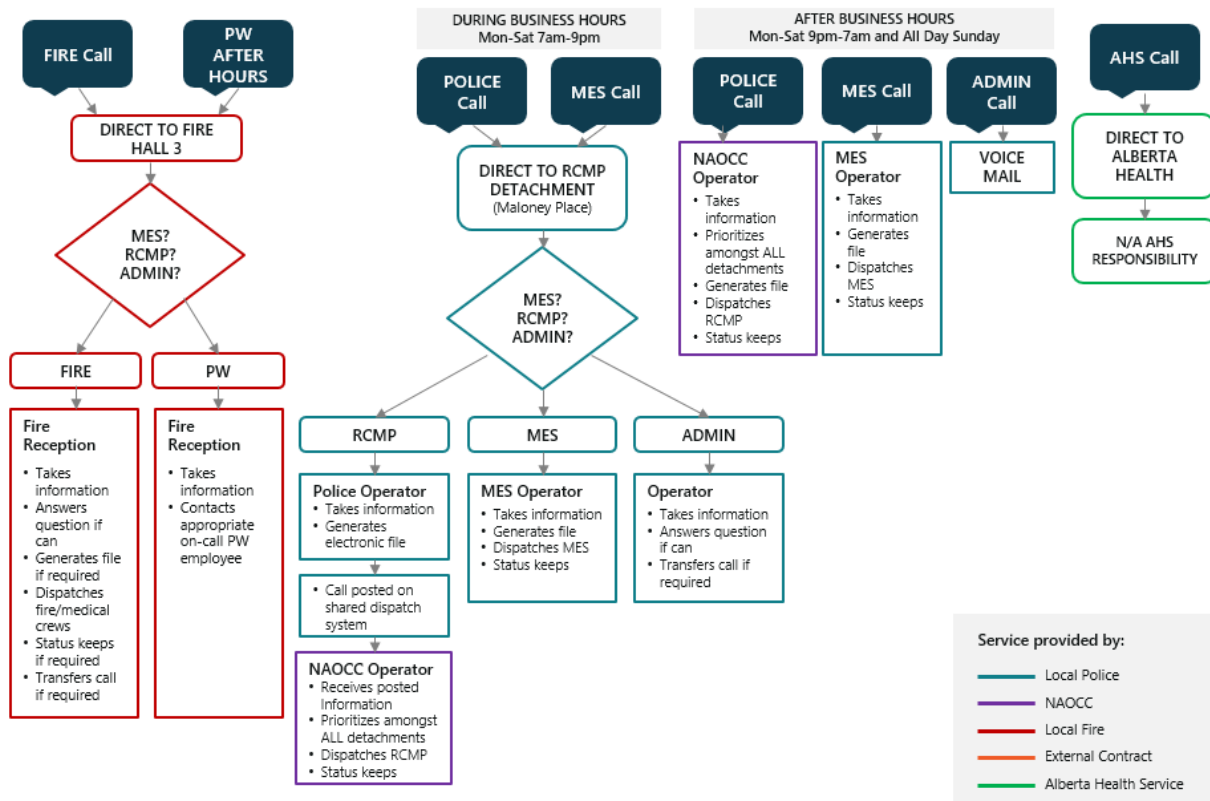 DURING BUSINESS HOURS
Mon-Sat 7am-9pm
AFTER BUSINESS HOURS
Mon-Sat 9pm-7am and All Day Sunday
FIRE Call
PW
AFTER
HOURS
POLICE
Call
MES Call
POLICE
Call
MES Call
ADMIN
Call
AHS Call
DIRECT TO FIRE
HALL 3
MES?
RCMP?
ADMIN?
FIRE
PW
Fire
Reception
• Takes
information
• Answers
question if
can
• Generates file
if required
• Dispatches
fire/medical
crews
• Status keeps
if required
• Transfers call
if required
Fire
Reception
• Takes
information
• Contacts
appropriate
on-call PW
employee
DIRECT TO RCMP
DETACHMENT
(Maloney Place)
MES?
RCMP?
ADMIN?
RCMP
MES
ADMIN
Police Operator
• Takes information
• Generates
electronic file
• Call posted on
shared dispatch
system
NAOCC Operator
• Receives posted
Information
• Prioritizes amongst
ALL detachments
• Dispatches RCMP
• Status keeps
MES Operator
• Takes information
• Generates file
• Dispatches MES
• Status keeps
Operator
• Takes information
• Answers question
if can
• Transfers call if
required
NAOCC
Operator
• Takes
information
• Prioritizes
amongst ALL
detachments
• Generates file
• Dispatches
RCMP
• Status keeps
MES
Operator
• Takes
information
• Generates
file
• Dispatches
MES
• Status keeps
VOICE
MAIL
DIRECT TO
ALBERTA
HEALTH
N/A AHS
RESPONSIBILITY
Service provided by:
Local Police
NAOCC
Local Fire
External Contract
Alberta Health Service